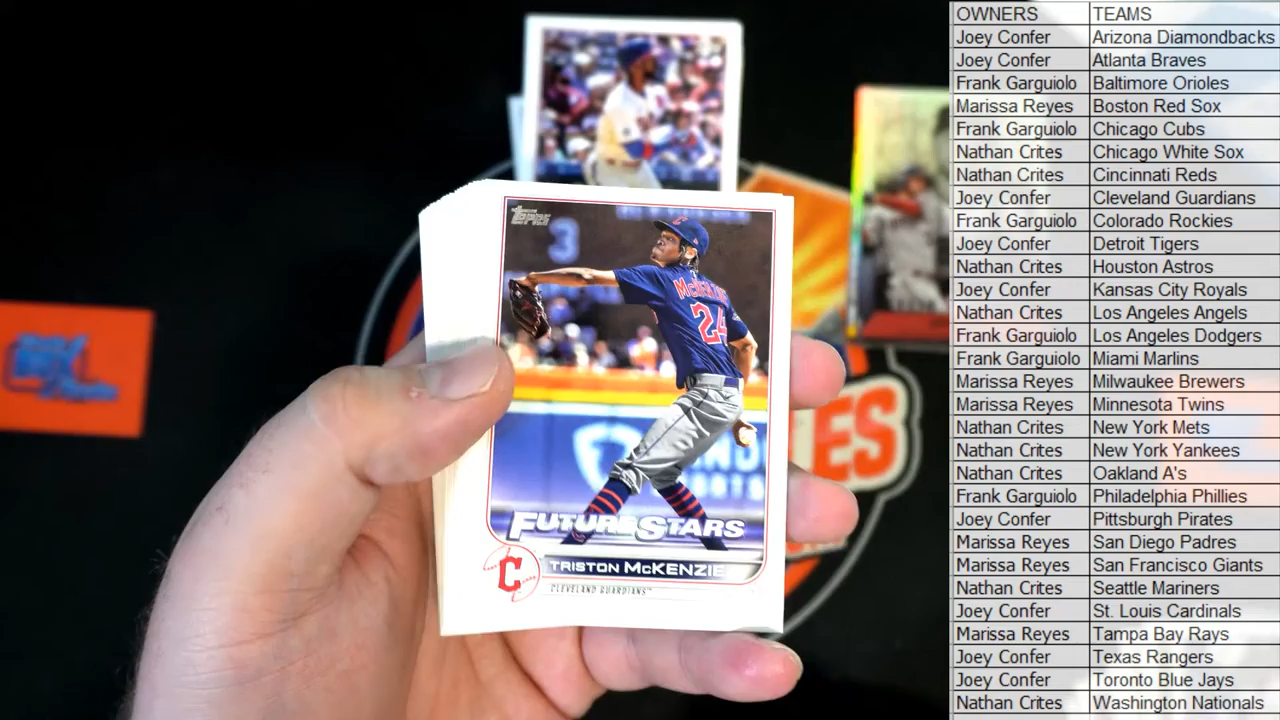 topps
3
McKENZIE
24
FUTURE STARS
C
TRISTON McKENZIE
CLEVELAND GUARDIANS™
ES
OWNERS TEAMS
Joey Confer Arizona Diamondbacks
Joey Confer Atlanta Braves
Frank Garguiolo Baltimore Orioles
Marissa Reyes Boston Red Sox
Frank Garguiolo Chicago Cubs
Nathan Crites Chicago White Sox
Nathan Crites Cincinnati Reds
Joey Confer Cleveland Guardians
Frank Garguiolo Colorado Rockies
Joey Confer Detroit Tigers
Nathan Crites Houston Astros
Joey Confer Kansas City Royals
Nathan Crites Los Angeles Angels
Frank Garguiolo Los Angeles Dodgers
Frank Garguiolo Miami Marlins
Marissa Reyes Milwaukee Brewers
Marissa Reyes Minnesota Twins
Nathan Crites New York Mets
Nathan Crites New York Yankees
Nathan Crites Oakland A's
Frank Garguiolo Philadelphia Phillies
Joey Confer Pittsburgh Pirates
Marissa Reyes San Diego Padres
Marissa Reyes San Francisco Giants
Nathan Crites Seattle Mariners
Joey Confer St. Louis Cardinals
Marissa Reyes Tampa Bay Rays
Joey Confer Texas Rangers
Joey Confer Toronto Blue Jays
Nathan Crites Washington Nationals